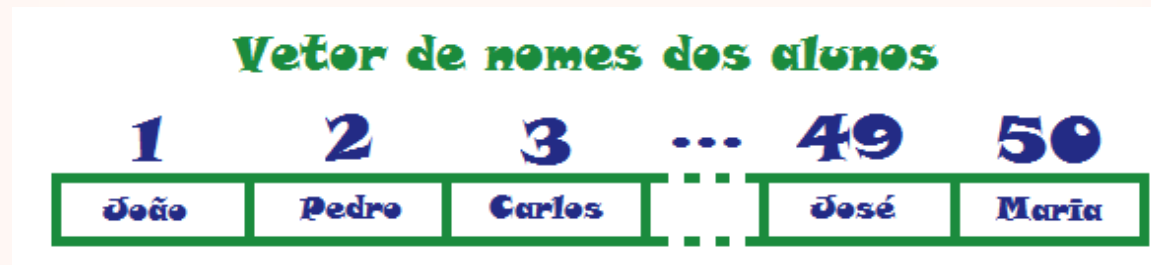 Vetor de nomes dos alunos
1 2 3 ... 49 50
João Pedro Carlos José Maria